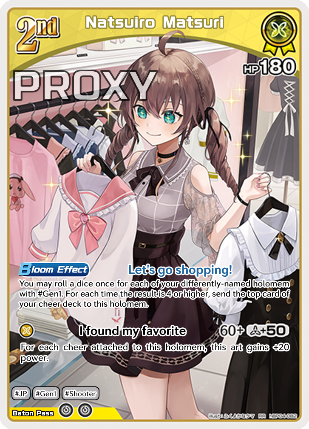 2nd
Natsuiro Matsuri
HP180
PROXY
Bloom Effect
Let's go shopping!
You may roll a dice once for each of your differently-named holomem
with #Gen1. For each time the result is 4 or higher, send the top card of
your cheer deck to this holomem.
I found my favorite 60+ +50
For each cheer attached to this holomem, this art gains +20
power.
#JP #Gen1 #Shooter
Baton Pass